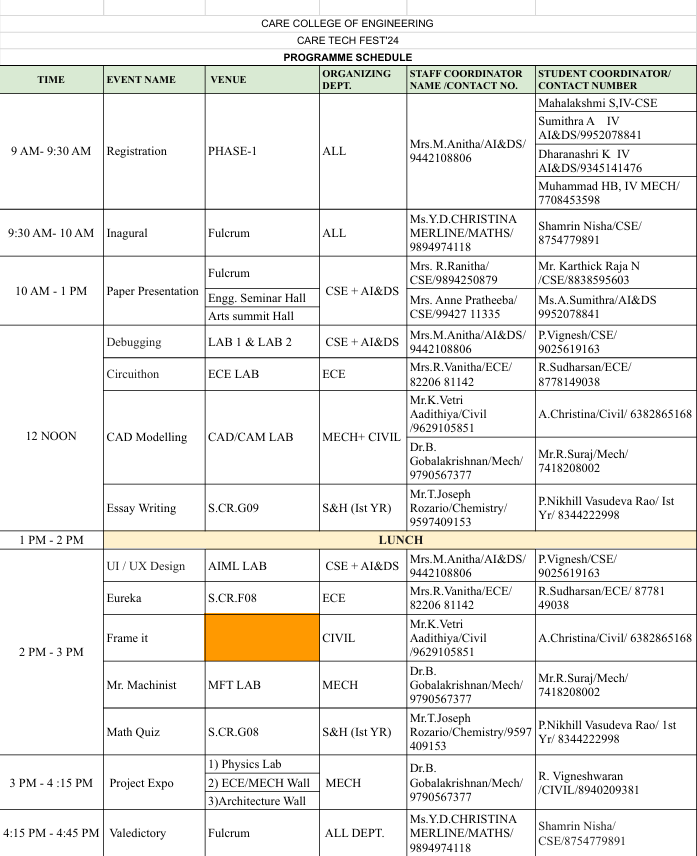 CARE COLLEGE OF ENGINEERING
CARE TECH FEST'24
PROGRAMME SCHEDULE
TIME
EVENT NAME
VENUE
ORGANIZING
DEPT.
STAFF COORDINATOR
NAME /CONTACT NO.
STUDENT COORDINATOR/
CONTACT NUMBER
9 AM- 9:30 AM
Registration
PHASE-1
ALL
Mrs.M.Anitha/AI&DS/
9442108806
Mahalakshmi S,IV-CSE
Sumithra A IV
AI&DS/9952078841
Dharanashri K IV
AI&DS/9345141476
Muhammad HB, IV MECH/
7708453598
9:30 AM- 10 AM
Inagural
Fulcrum
ALL
Ms.Y.D.CHRISTINA
MERLINE/MATHS/
9894974118
Shamrin Nisha/CSE/
8754779891
10 AM - 1 PM
Paper Presentation
Fulcrum
Engg. Seminar Hall
Arts summit Hall
CSE + AI&DS
Mrs. R.Ranitha/
CSE/9894250879
Mr. Karthick Raja N
/CSE/8838595603
Mrs. Anne Pratheeba/
CSE/99427 11335
Ms.A.Sumithra/AI&DS
9952078841
12 NOON
Debugging
LAB 1 & LAB 2
CSE + AI&DS
Mrs.M.Anitha/AI&DS/
9442108806
P.Vignesh/CSE/
9025619163
Circuithon
ECE LAB
ECE
Mrs.R.Vanitha/ECE/
82206 81142
R.Sudharsan/ECE/
8778149038
CAD Modelling
CAD/CAM LAB
MECH+ CIVIL
Mr.K.Vetri
Aadithiya/Civil
/9629105851
A.Christina/Civil/ 6382865168
Dr.B.
Gobalakrishnan/Mech/
9790567377
Mr.R.Suraj/Mech/
7418208002
Essay Writing
S.CR.G09
S&H (Ist YR)
Mr.T.Joseph
Rozario/Chemistry/
9597409153
P.Nikhill Vasudeva Rao/ Ist
Yr/ 8344222998
1 PM - 2 PM
LUNCH
2 PM - 3 PM
UI / UX Design
AIML LAB
CSE + AI&DS
Mrs.M.Anitha/AI&DS/
9442108806
P.Vignesh/CSE/
9025619163
Eureka
S.CR.F08
ECE
Mrs.R.Vanitha/ECE/
82206 81142
R.Sudharsan/ECE/ 87781
49038
Frame it
CIVIL
Mr.K.Vetri
Aadithiya/Civil
/9629105851
A.Christina/Civil/ 6382865168
Mr. Machinist
MFT LAB
MECH
Dr.B.
Gobalakrishnan/Mech/
9790567377
Mr.R.Suraj/Mech/
7418208002
Math Quiz
S.CR.G08
S&H (Ist YR)
Mr.T.Joseph
Rozario/Chemistry/9597
409153
P.Nikhill Vasudeva Rao/ 1st
Yr/ 8344222998
3 PM - 4 :15 PM
Project Expo
1) Physics Lab
2) ECE/MECH Wall
3)Architecture Wall
MECH
Dr.B.
Gobalakrishnan/Mech/
9790567377
R. Vigneshwaran
/CIVIL/8940209381
4:15 PM - 4:45 PM
Valedictory
Fulcrum
ALL DEPT.
Ms.Y.D.CHRISTINA
MERLINE/MATHS/
9894974118
Shamrin Nisha/
CSE/8754779891